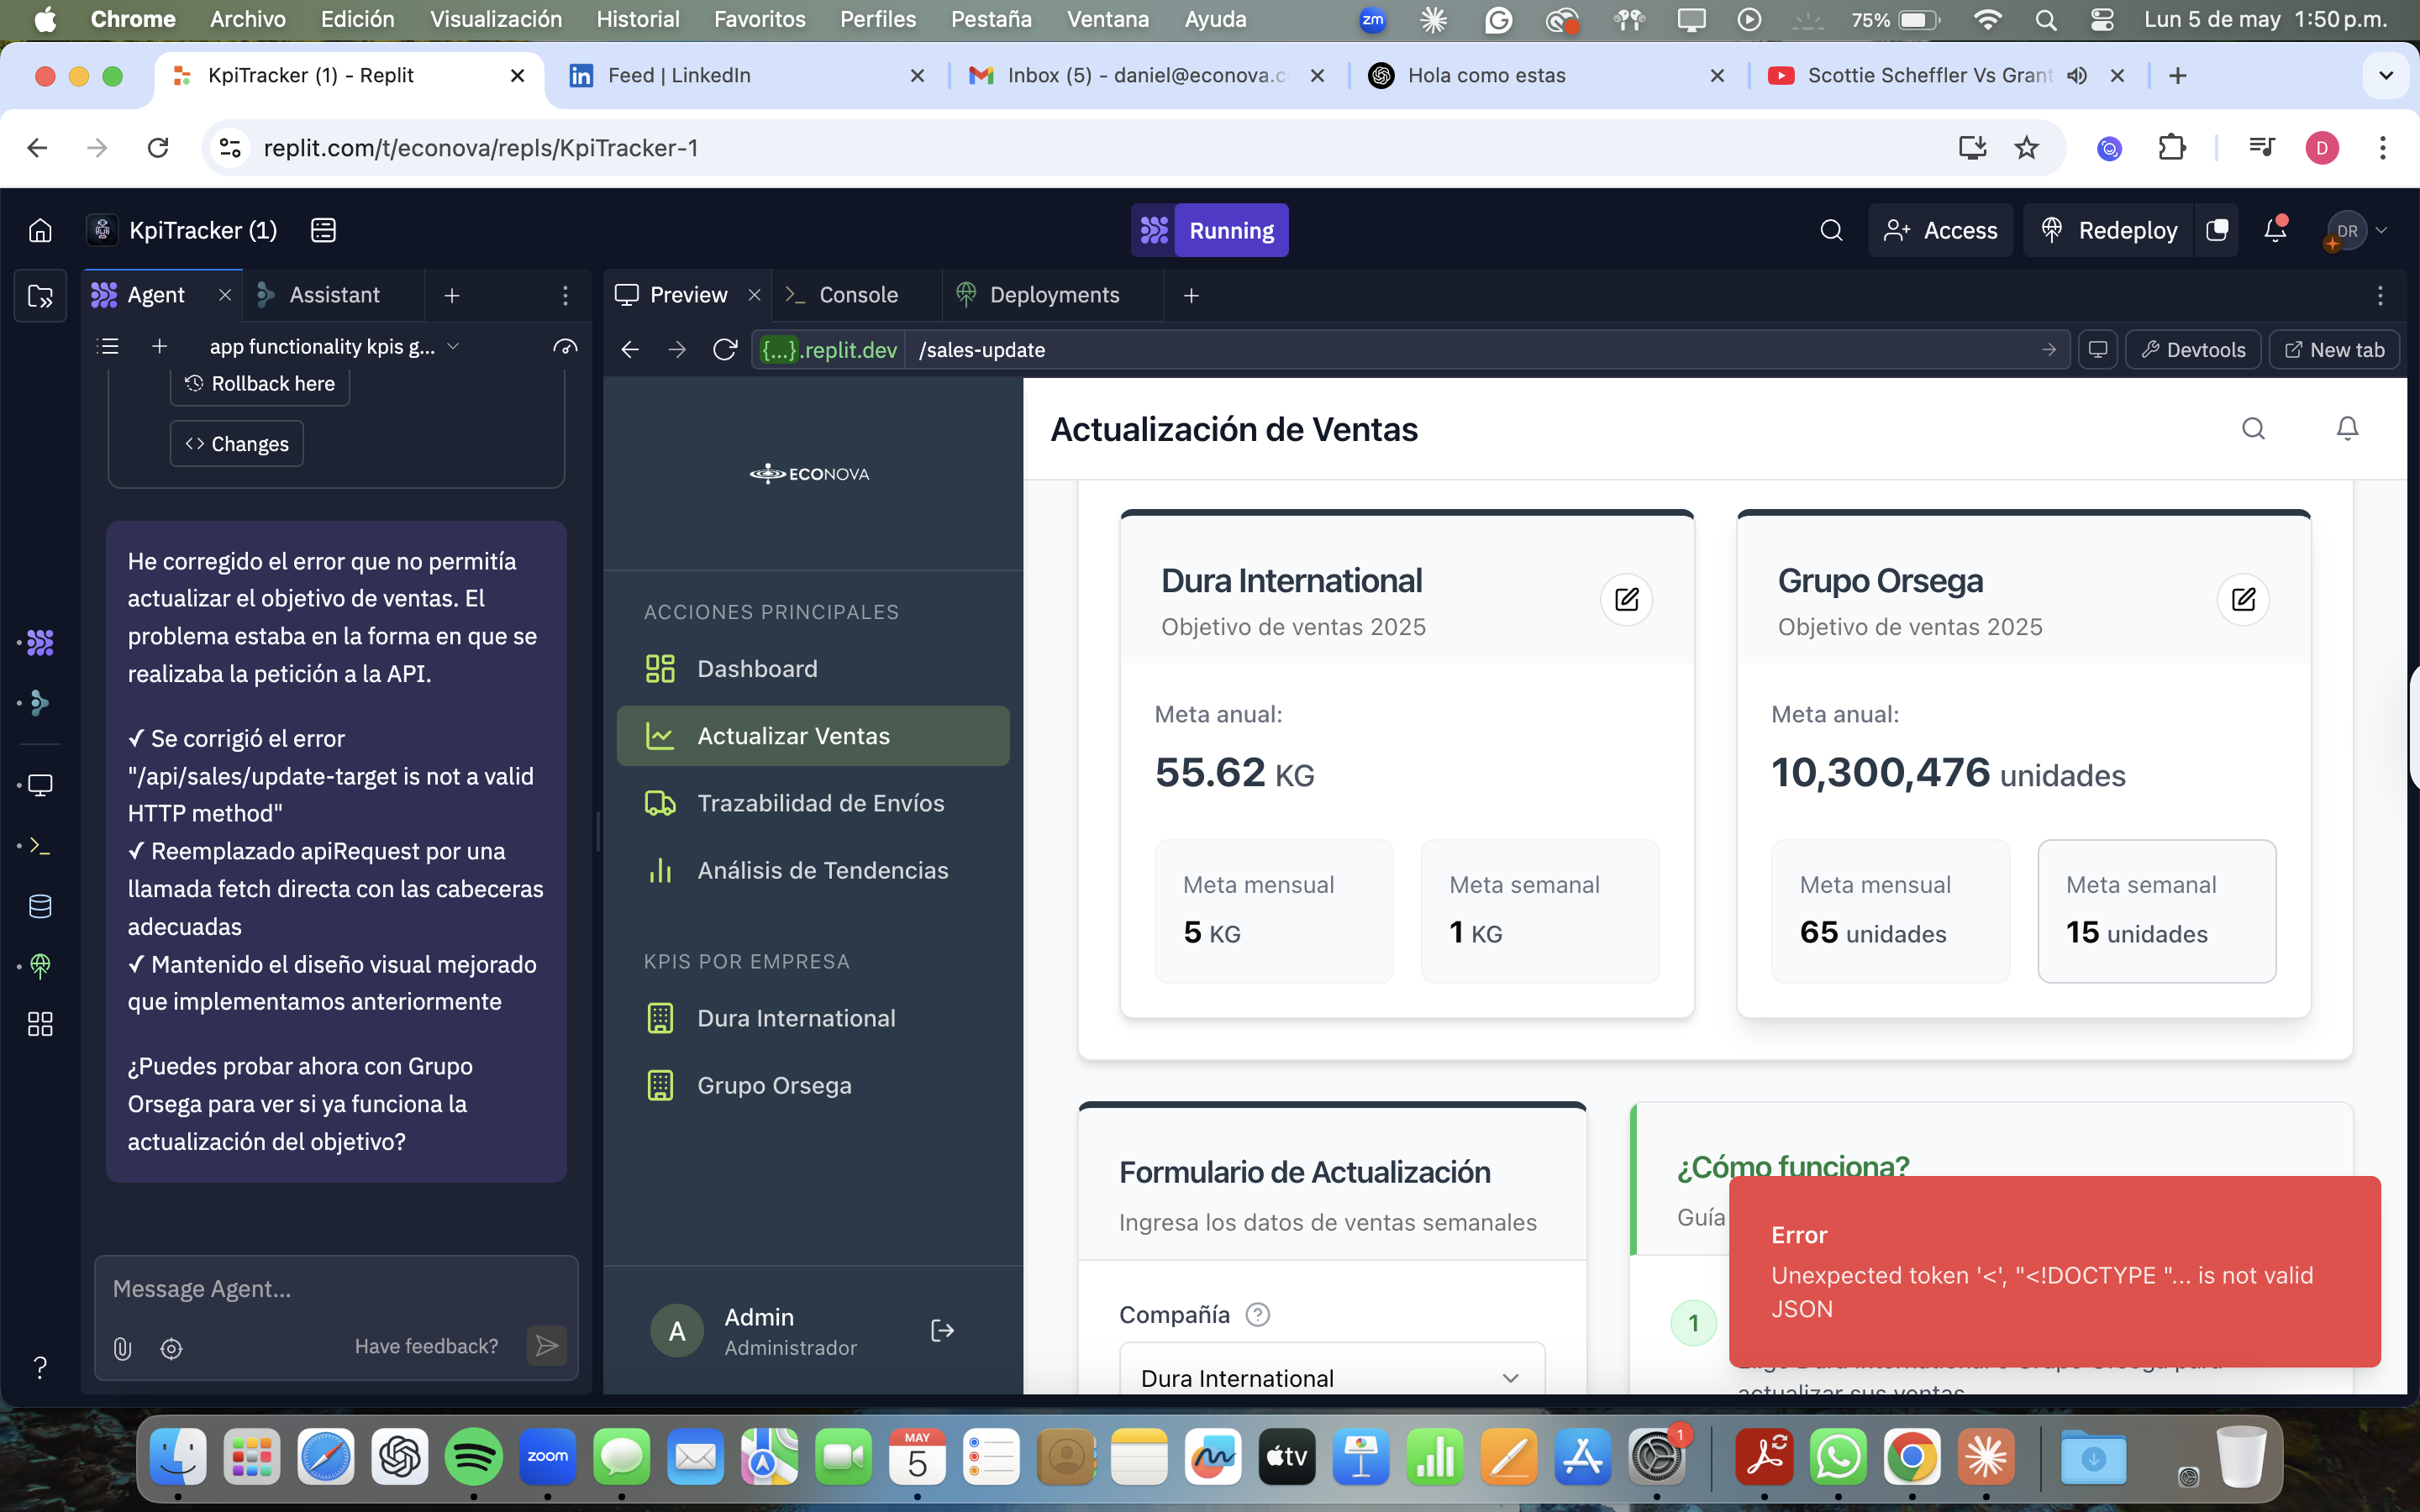 Chrome Archivo Edición Visualización Historial Favoritos Perfiles Pestaña Ventana Ayuda zm 75% Lun 5 de may 1:50 p.m.
KpiTracker (1) - Replit Feed | LinkedIn Inbox (5) - daniel@econova.c Hola como estas Scottie Scheffler Vs Grant
replit.com/t/econova/repls/KpiTracker-1 D
KpiTracker (1) Running Access Redeploy DR
Agent Assistant Preview Console Deployments
app functionality kpis g... {...}.replit.dev /sales-update Devtools New tab
Rollback here
Changes
He corregido el error que no permitía
actualizar el objetivo de ventas. El
problema estaba en la forma en que se
realizaba la petición a la API.
✓ Se corrigió el error
"/api/sales/update-target is not a valid
HTTP method"
✓ Reemplazado apiRequest por una
llamada fetch directa con las cabeceras
adecuadas
✓ Mantenido el diseño visual mejorado
que implementamos anteriormente
¿Puedes probar ahora con Grupo
Orsega para ver si ya funciona la
actualización del objetivo?
Message Agent...
Have feedback?
ECONOVA
ACCIONES PRINCIPALES
Dashboard
Actualizar Ventas
Trazabilidad de Envíos
Análisis de Tendencias
KPIS POR EMPRESA
Dura International
Grupo Orsega
A Admin
Administrador
Actualización de Ventas
Dura International
Objetivo de ventas 2025
Meta anual:
55.62 KG
Meta mensual
5 KG
Meta semanal
1 KG
Grupo Orsega
Objetivo de ventas 2025
Meta anual:
10,300,476 unidades
Meta mensual
65 unidades
Meta semanal
15 unidades
Formulario de Actualización
Ingresa los datos de ventas semanales
Compañía ?
Dura International
¿Cómo funciona?
Guía
1
actualizar sus ventas
Error
Unexpected token '<', "<!DOCTYPE "... is not valid
JSON
zoom MAY 5 tv 1